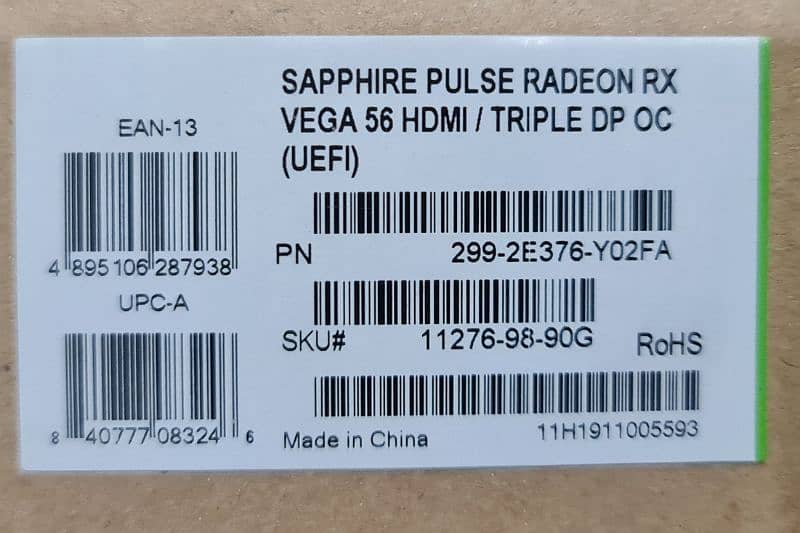 EAN-13
4 895106 287938
UPC-A
8 40777 08324 6
SAPPHIRE PULSE RADEON RX
VEGA 56 HDMI / TRIPLE DP OC
(UEFI)
PN 299-2E376-Y02FA
SKU# 11276-98-90G RoHS
Made in China 11H1911005593